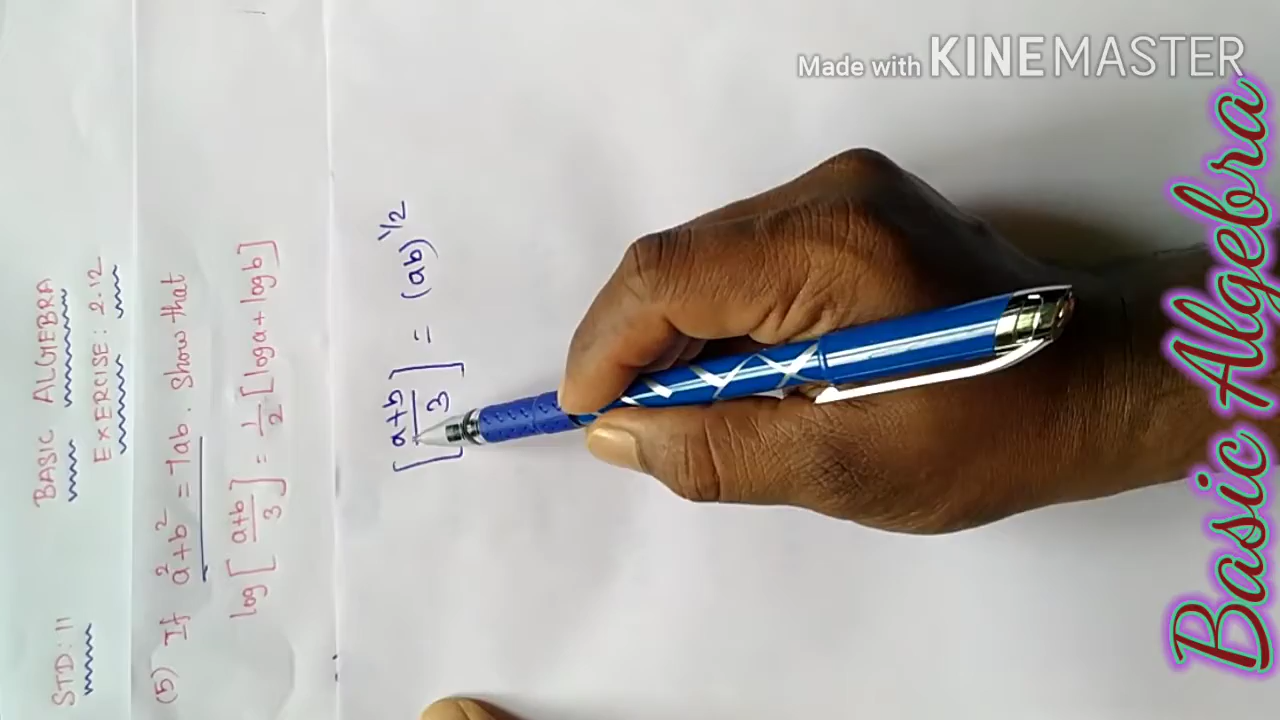 STD: 11 BASIC ALGEBRA
EXERCISE: 2.12
(5) If a²+b² = 7ab. Show that
log[a+b/3] = 1/2 [log a + log b]
[a+b/3] = (ab)^1/2
Made with KINEMASTER
Basic Algebra